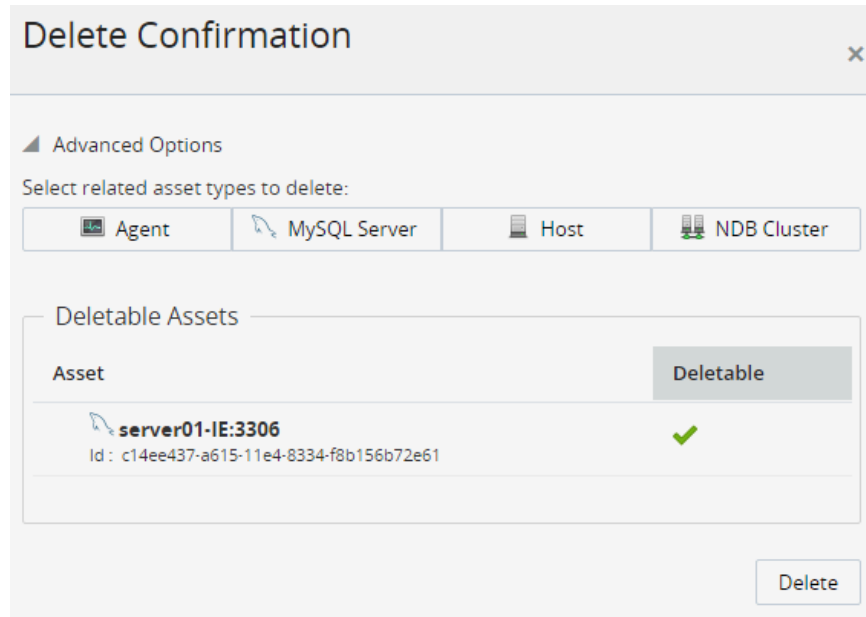 Delete Confirmation
Advanced Options
Select related asset types to delete:
Agent MySQL Server Host NDB Cluster
Deletable Assets
Asset Deletable
server01-IE:3306
Id : c14ee437-a615-11e4-8334-f8b156b72e61
Delete